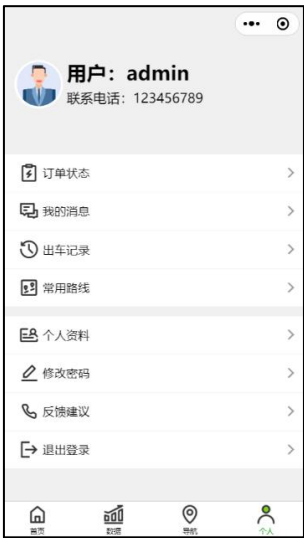 用户：admin
联系电话：123456789
订单状态
我的消息
出车记录
常用路线
个人资料
修改密码
反馈建议
退出登录
首页
数据
导航
个人